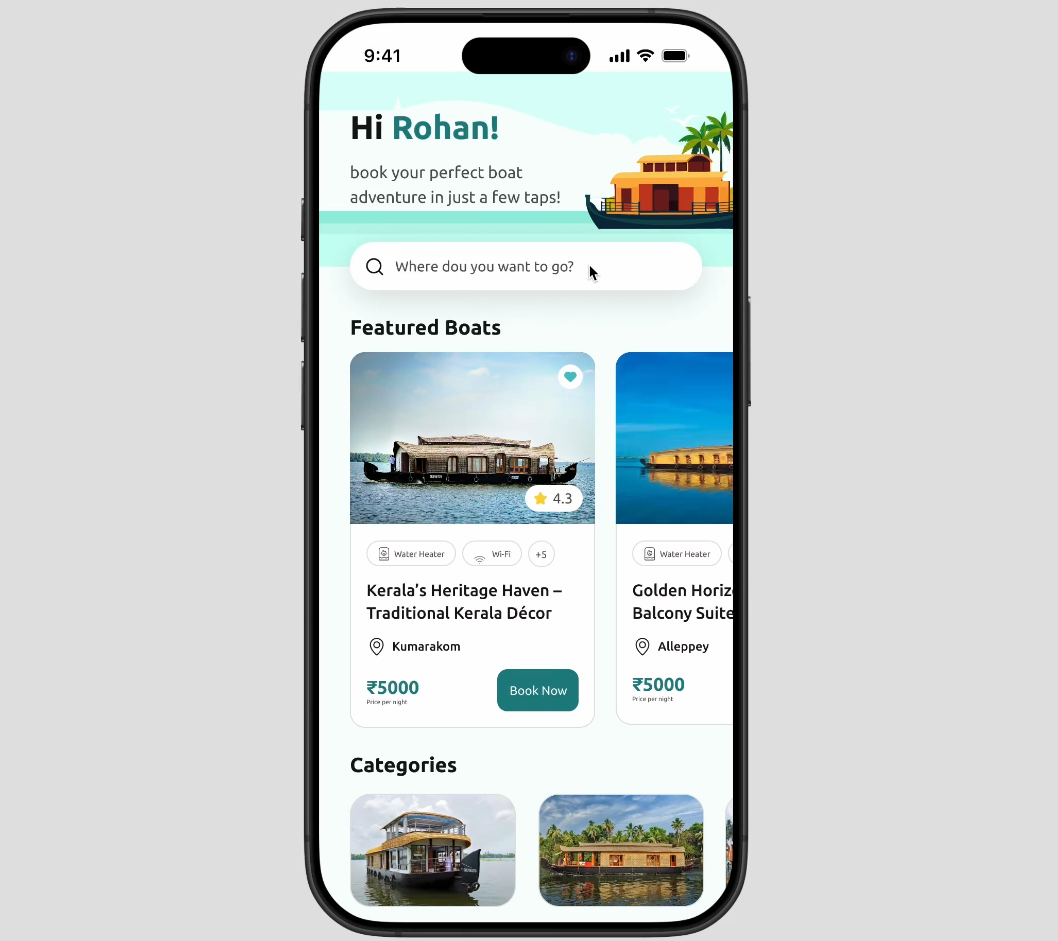 9:41
Hi Rohan!
book your perfect boat
adventure in just a few taps!
Where dou you want to go?
Featured Boats
4.3
Water Heater
Wi-Fi
+5
Kerala’s Heritage Haven –
Traditional Kerala Décor
Kumarakom
₹5000
Price per night
Book Now
Water Heater
Golden Horiz
Balcony Suite
Alleppey
₹5000
Price per night
Categories